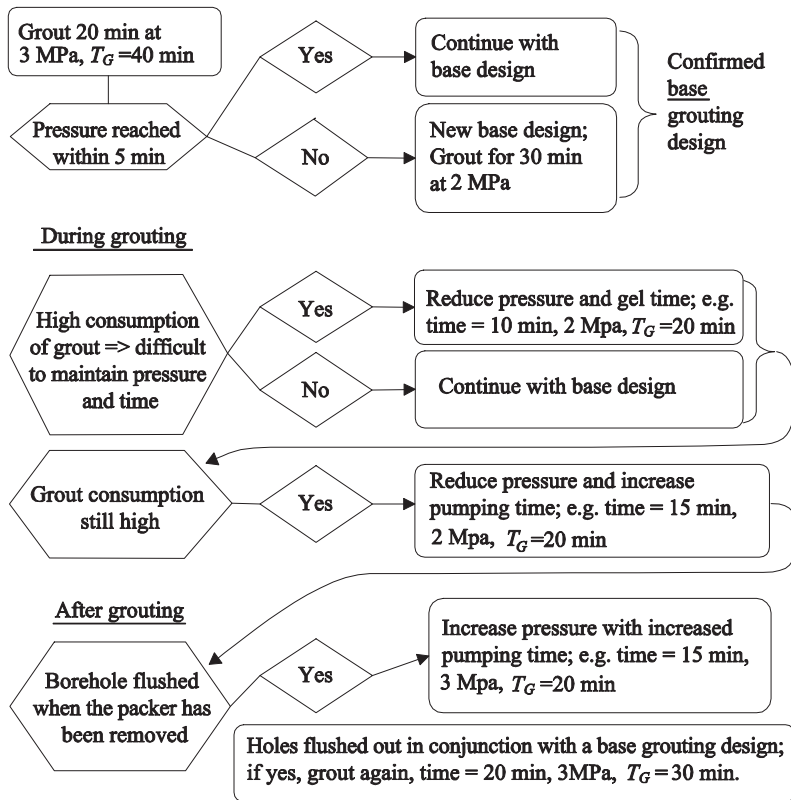 Grout 20 min at
3 MPa, T_G =40 min
Pressure reached
within 5 min
Yes
Continue with
base design
No
New base design;
Grout for 30 min
at 2 MPa
Confirmed
base
grouting
design
During grouting
High consumption
of grout => difficult
to maintain pressure
and time
Yes
Reduce pressure and gel time; e.g.
time = 10 min, 2 Mpa, T_G =20 min
No
Continue with base design
Grout consumption
still high
Yes
Reduce pressure and increase
pumping time; e.g. time = 15 min,
2 Mpa, T_G =20 min
After grouting
Borehole flushed
when the packer has
been removed
Yes
Increase pressure with increased
pumping time; e.g. time = 15 min,
3 Mpa, T_G =20 min
Holes flushed out in conjunction with a base grouting design;
if yes, grout again, time = 20 min, 3MPa, T_G = 30 min.